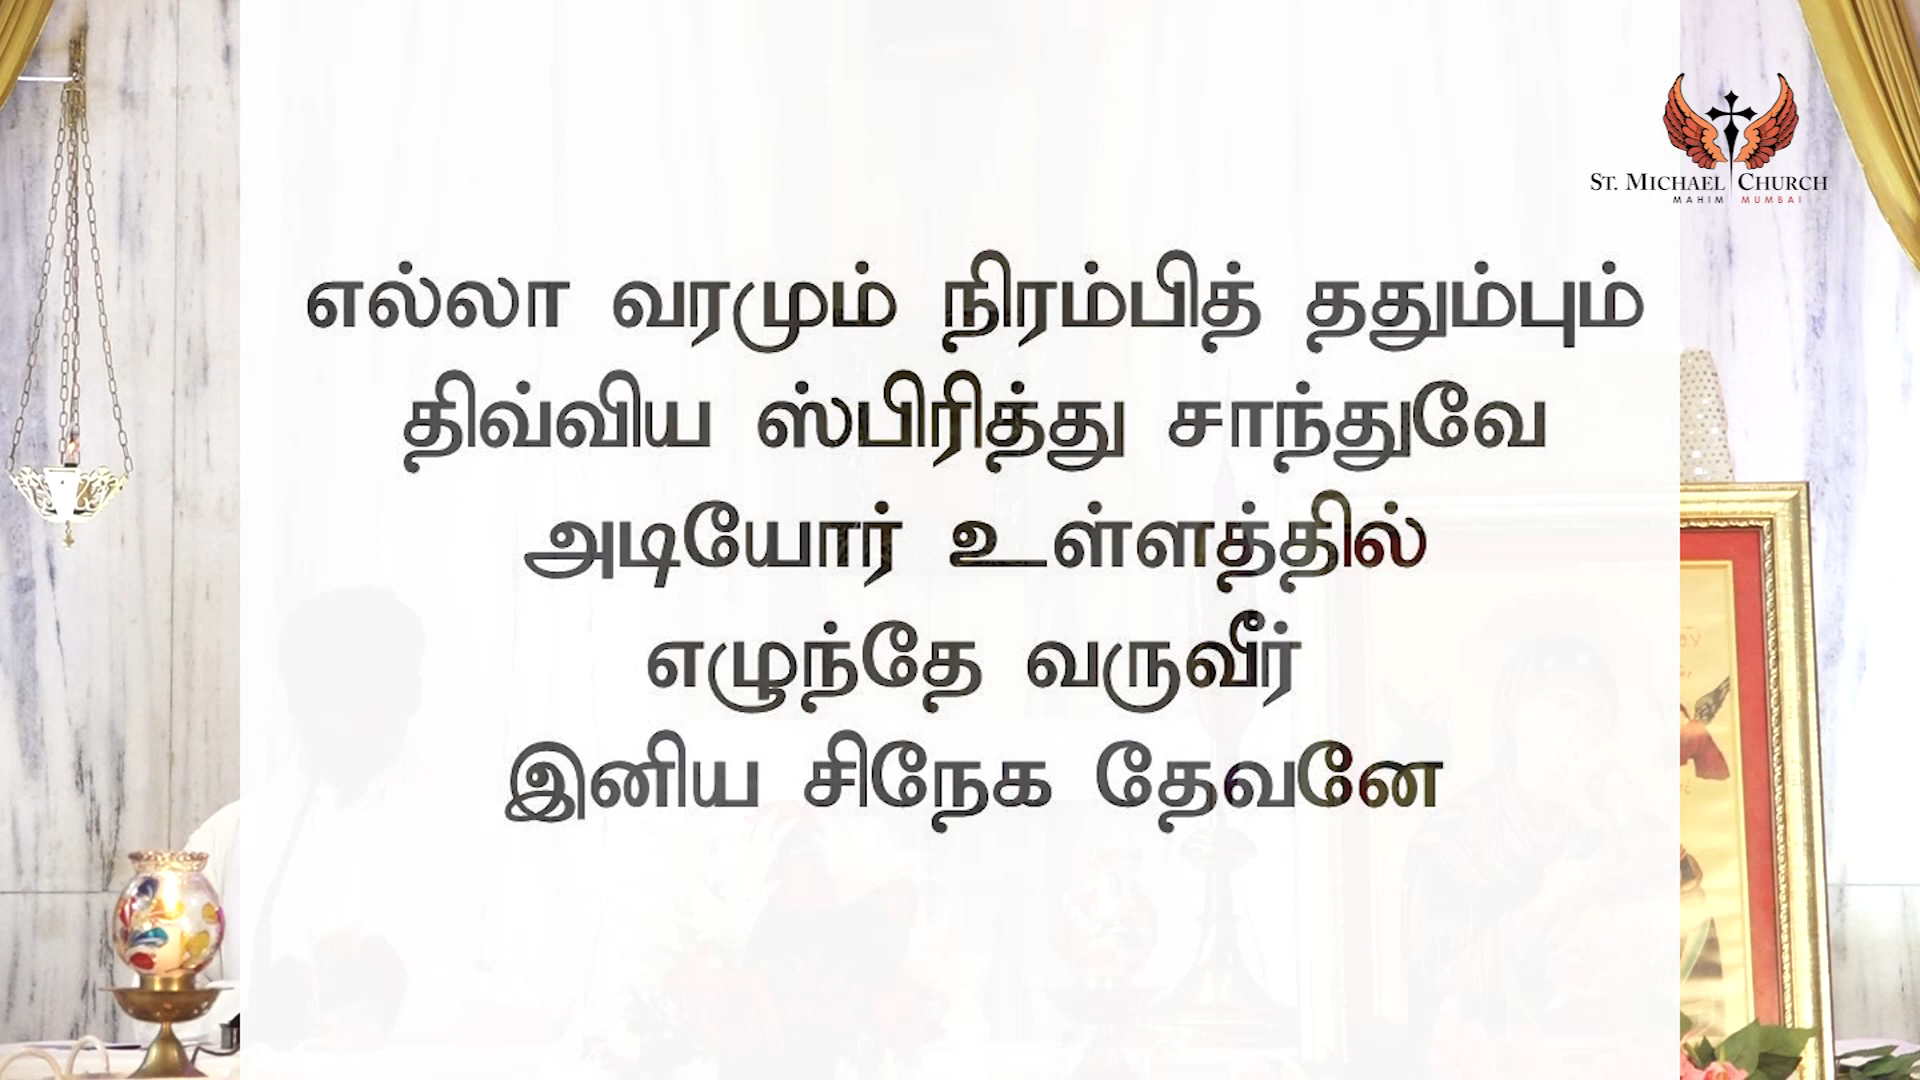 ST. MICHAEL CHURCH
MAHIM MUMBAI
எல்லா வரமும் நிரம்பித் ததும்பும்
திவ்விய ஸ்பிரித்து சாந்துவே
அடியோர் உள்ளத்தில்
எழுந்தே வருவீர்
இனிய சிநேக தேவனே